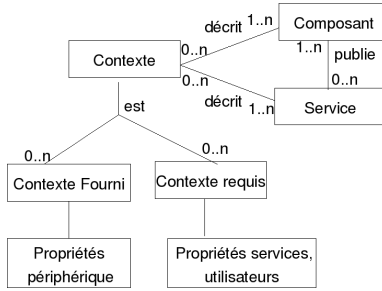 Composant
décrit 1..n
0..n
1..n
publie
Contexte
0..n
0..n
décrit
1..n
Service
est
0..n
0..n
Contexte Fourni
Contexte requis
Propriétés
périphérique
Propriétés services,
utilisateurs